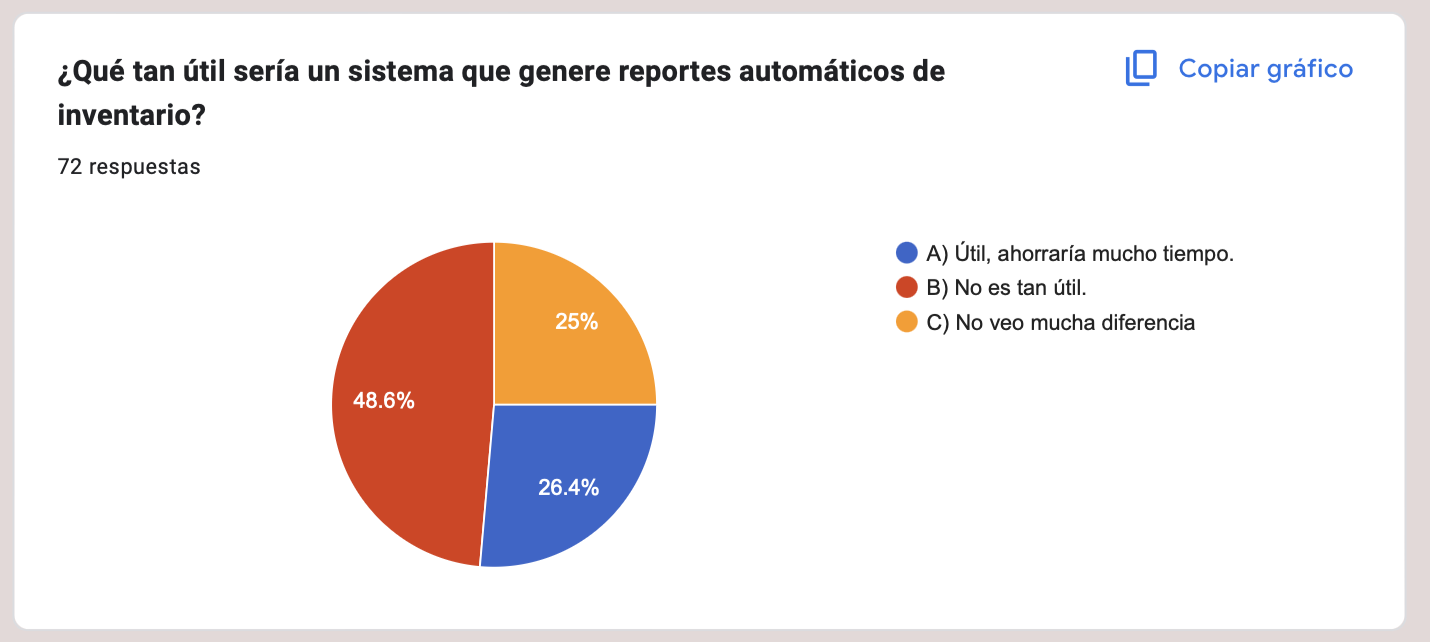 ¿Qué tan útil sería un sistema que genere reportes automáticos de
inventario?
Copiar gráfico
72 respuestas
25%
48.6%
26.4%
A) Útil, ahorraría mucho tiempo.
B) No es tan útil.
C) No veo mucha diferencia